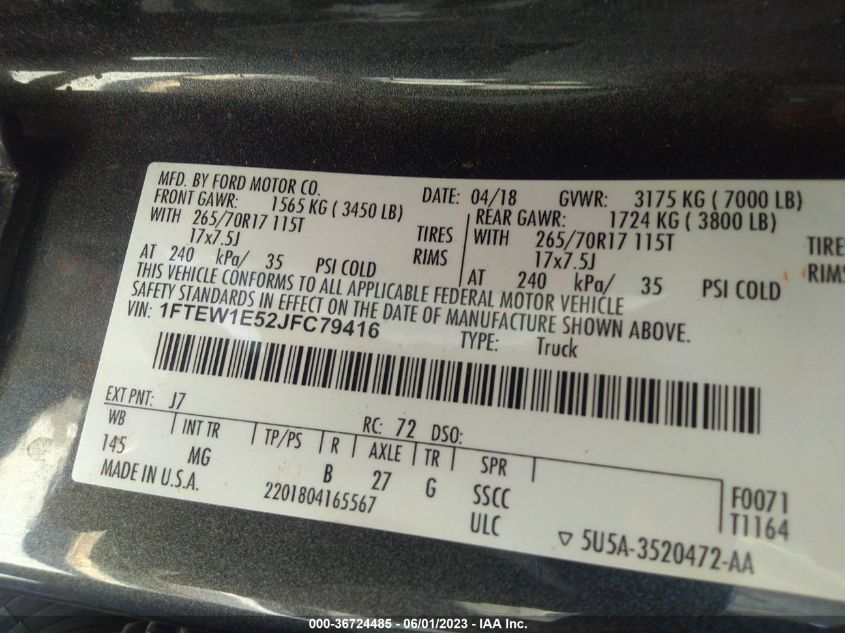 MFD. BY FORD MOTOR CO. DATE: 04/18 GVWR: 3175 KG ( 7000 LB)
FRONT GAWR: 1565 KG ( 3450 LB) REAR GAWR: 1724 KG ( 3800 LB)
WITH 265/70R17 115T TIRES WITH 265/70R17 115T TIRE
17x7.5J RIMS 17x7.5J RIMS
AT 240 kPa/ 35 PSI COLD AT 240 kPa/ 35 PSI COLD
THIS VEHICLE CONFORMS TO ALL APPLICABLE FEDERAL MOTOR VEHICLE
SAFETY STANDARDS IN EFFECT ON THE DATE OF MANUFACTURE SHOWN ABOVE.
VIN: 1FTEW1E52JFC79416 TYPE: Truck
EXT PNT: J7 RC: 72 DSO:
WB INT TR TP/PS R AXLE TR SPR
145 MG B 27 G SSCC F0071
MADE IN U.S.A. 2201804165567 ULC T1164
▽ 5U5A-3520472-AA
000-36724485 - 06/01/2023 - IAA Inc.